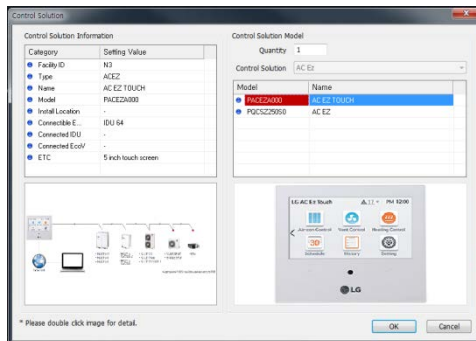 Control Solution
Control Solution Information
Category Setting Value
Facility ID N3
Type ACEZ
Name AC EZ TOUCH
Model PACEZA000
Install Location -
Connectible E... IDU 64
Connected IDU -
Connected EcoV -
ETC 5 inch touch screen
Control Solution Model
Quantity 1
Control Solution AC Ez
Model Name
PACEZA000 AC EZ TOUCH
PQCSZ250S0 AC EZ
LG AC Ez Touch PM 12:00
Air-con Control Vent Control Heating Control
30
Schedule History Setting
LG
* Please double click image for detail.
OK Cancel